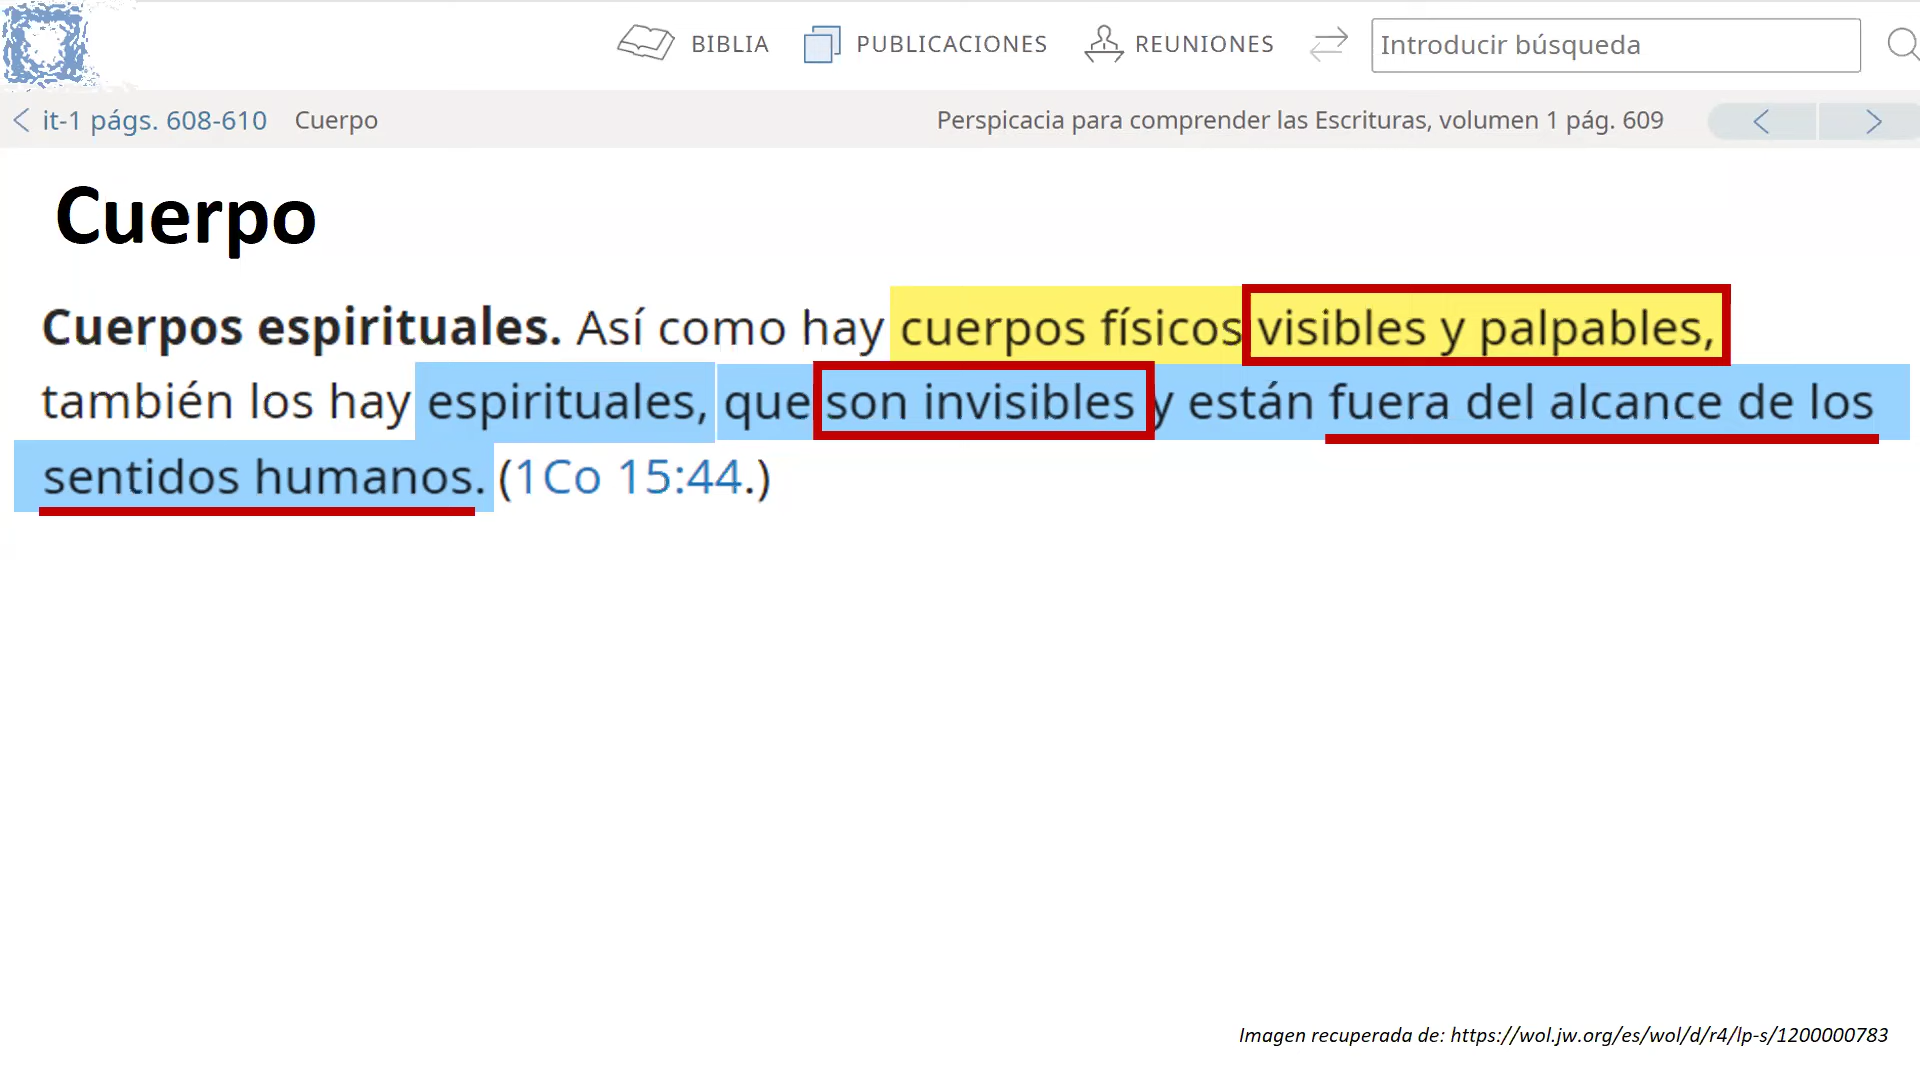 BIBLIA PUBLICACIONES REUNIONES Introducir búsqueda
it-1 págs. 608-610 Cuerpo Perspicacia para comprender las Escrituras, volumen 1 pág. 609
Cuerpo
Cuerpos espirituales. Así como hay cuerpos físicos visibles y palpables,
también los hay espirituales, que son invisibles y están fuera del alcance de los
sentidos humanos. (1Co 15:44.)
Imagen recuperada de: https://wol.jw.org/es/wol/d/r4/lp-s/1200000783